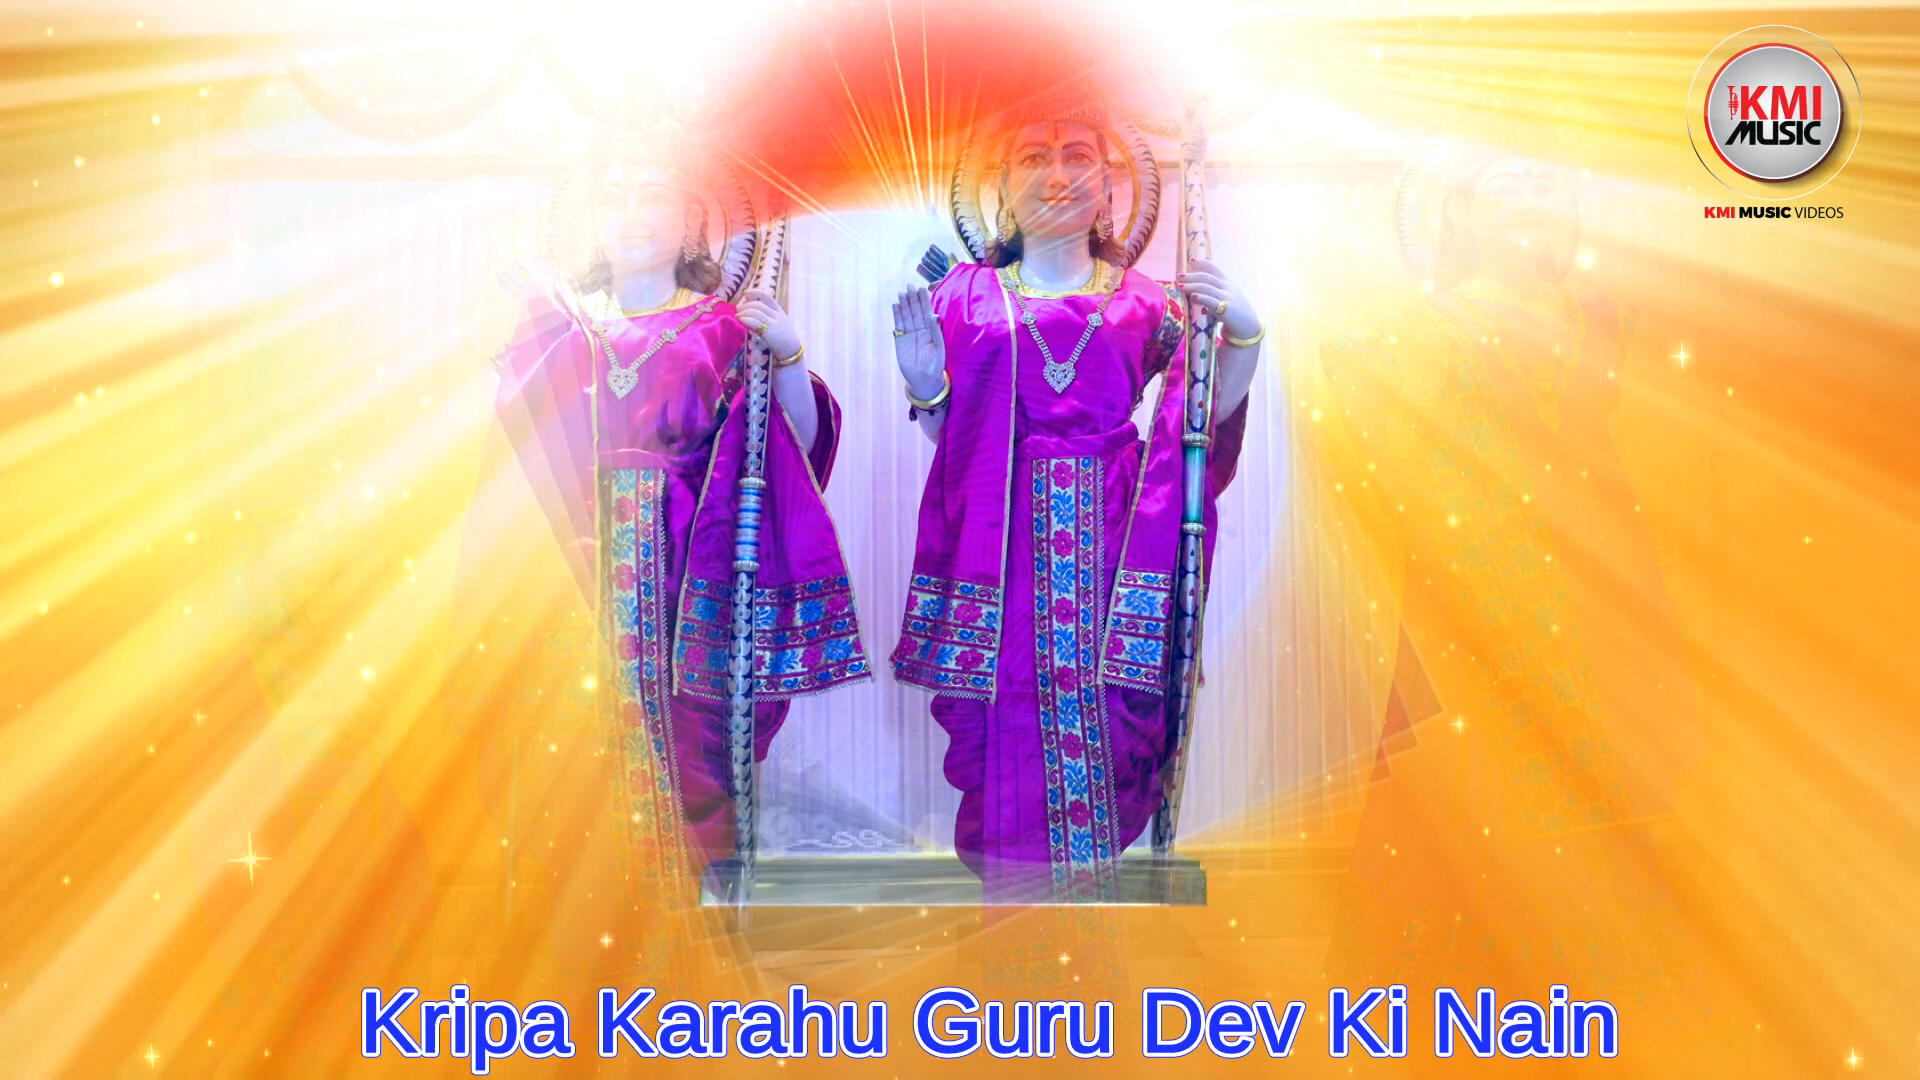 KMI
MUSIC
KMI MUSIC VIDEOS
Kripa Karahu Guru Dev Ki Nain